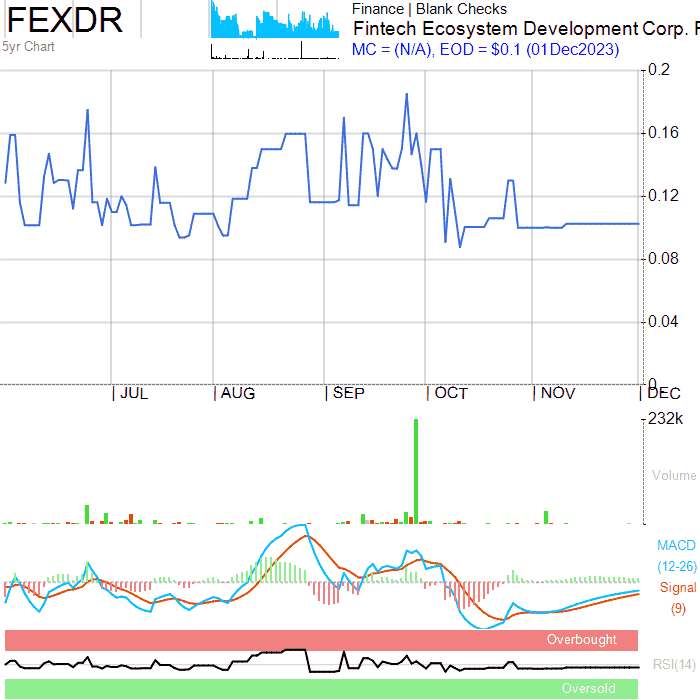 FEXDR
5yr Chart
Finance | Blank Checks
Fintech Ecosystem Development Corp. F
MC = (N/A), EOD = $0.1 (01Dec2023)
0.2
0.16
0.12
0.08
0.04
0
JUL AUG SEP OCT NOV DEC
232k
Volume
MACD
(12-26)
Signal
(9)
Overbought
RSI(14)
Oversold